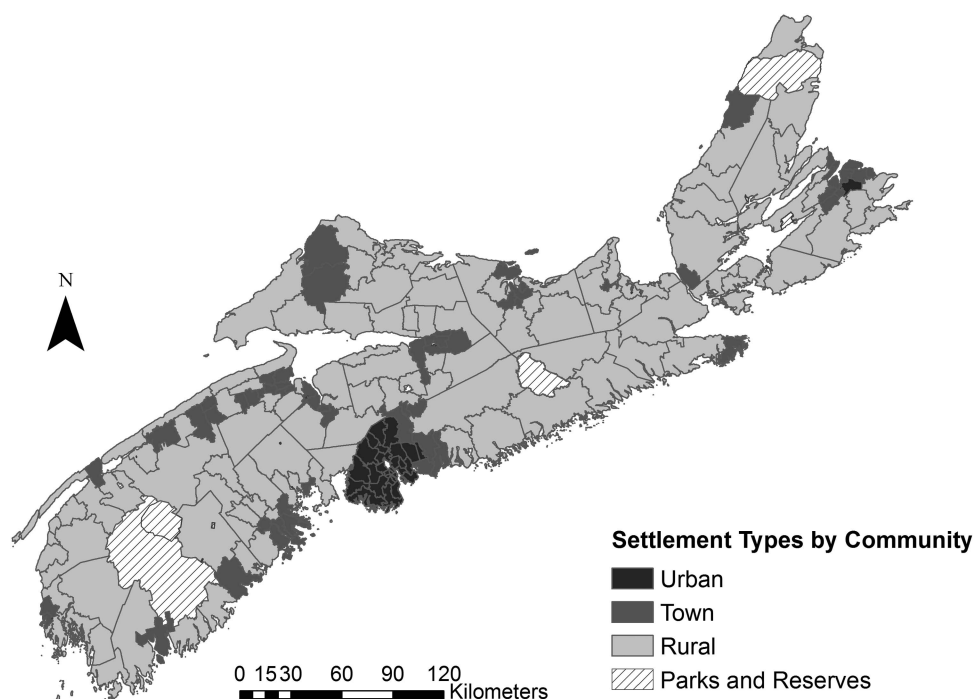 N
Settlement Types by Community
Urban
Town
Rural
Parks and Reserves
0 15 30 60 90 120
Kilometers